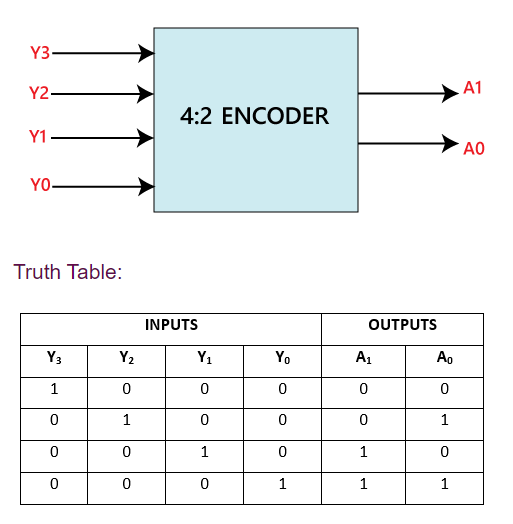 Y3
Y2
Y1
Y0
4:2 ENCODER
A1
A0
Truth Table:
INPUTS OUTPUTS
Y₃ Y₂ Y₁ Y₀ A₁ A₀
1 0 0 0 0 0
0 1 0 0 0 1
0 0 1 0 1 0
0 0 0 1 1 1